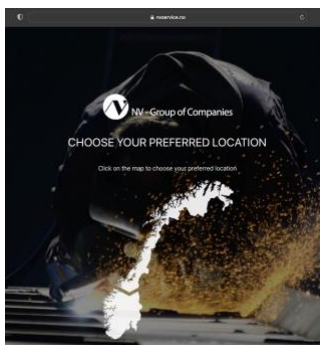 nvservice.no
NV - Group of Companies
CHOOSE YOUR PREFERRED LOCATION
Click on the map to choose your preferred location